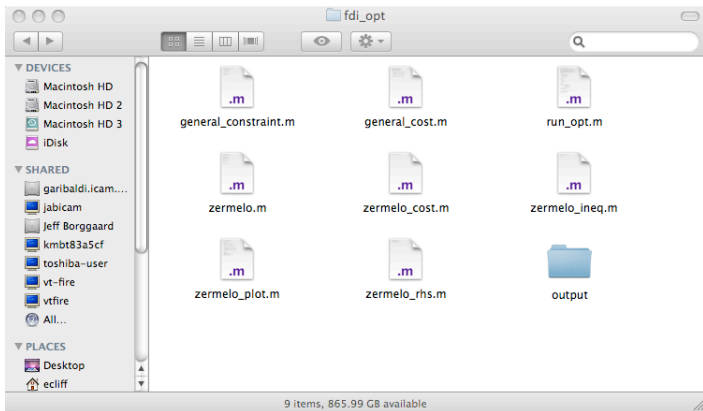 fdi_opt
DEVICES
Macintosh HD
Macintosh HD 2
Macintosh HD 3
iDisk
SHARED
garibaldi.icam....
jabicam
Jeff Borggaard
kmbt83a5cf
toshiba-user
vt-fire
vtfire
All...
PLACES
Desktop
ecliff
.m .m .m
general_constraint.m general_cost.m run_opt.m
.m .m .m
zermelo.m zermelo_cost.m zermelo_ineq.m
.m .m
zermelo_plot.m zermelo_rhs.m output
9 items, 865.99 GB available